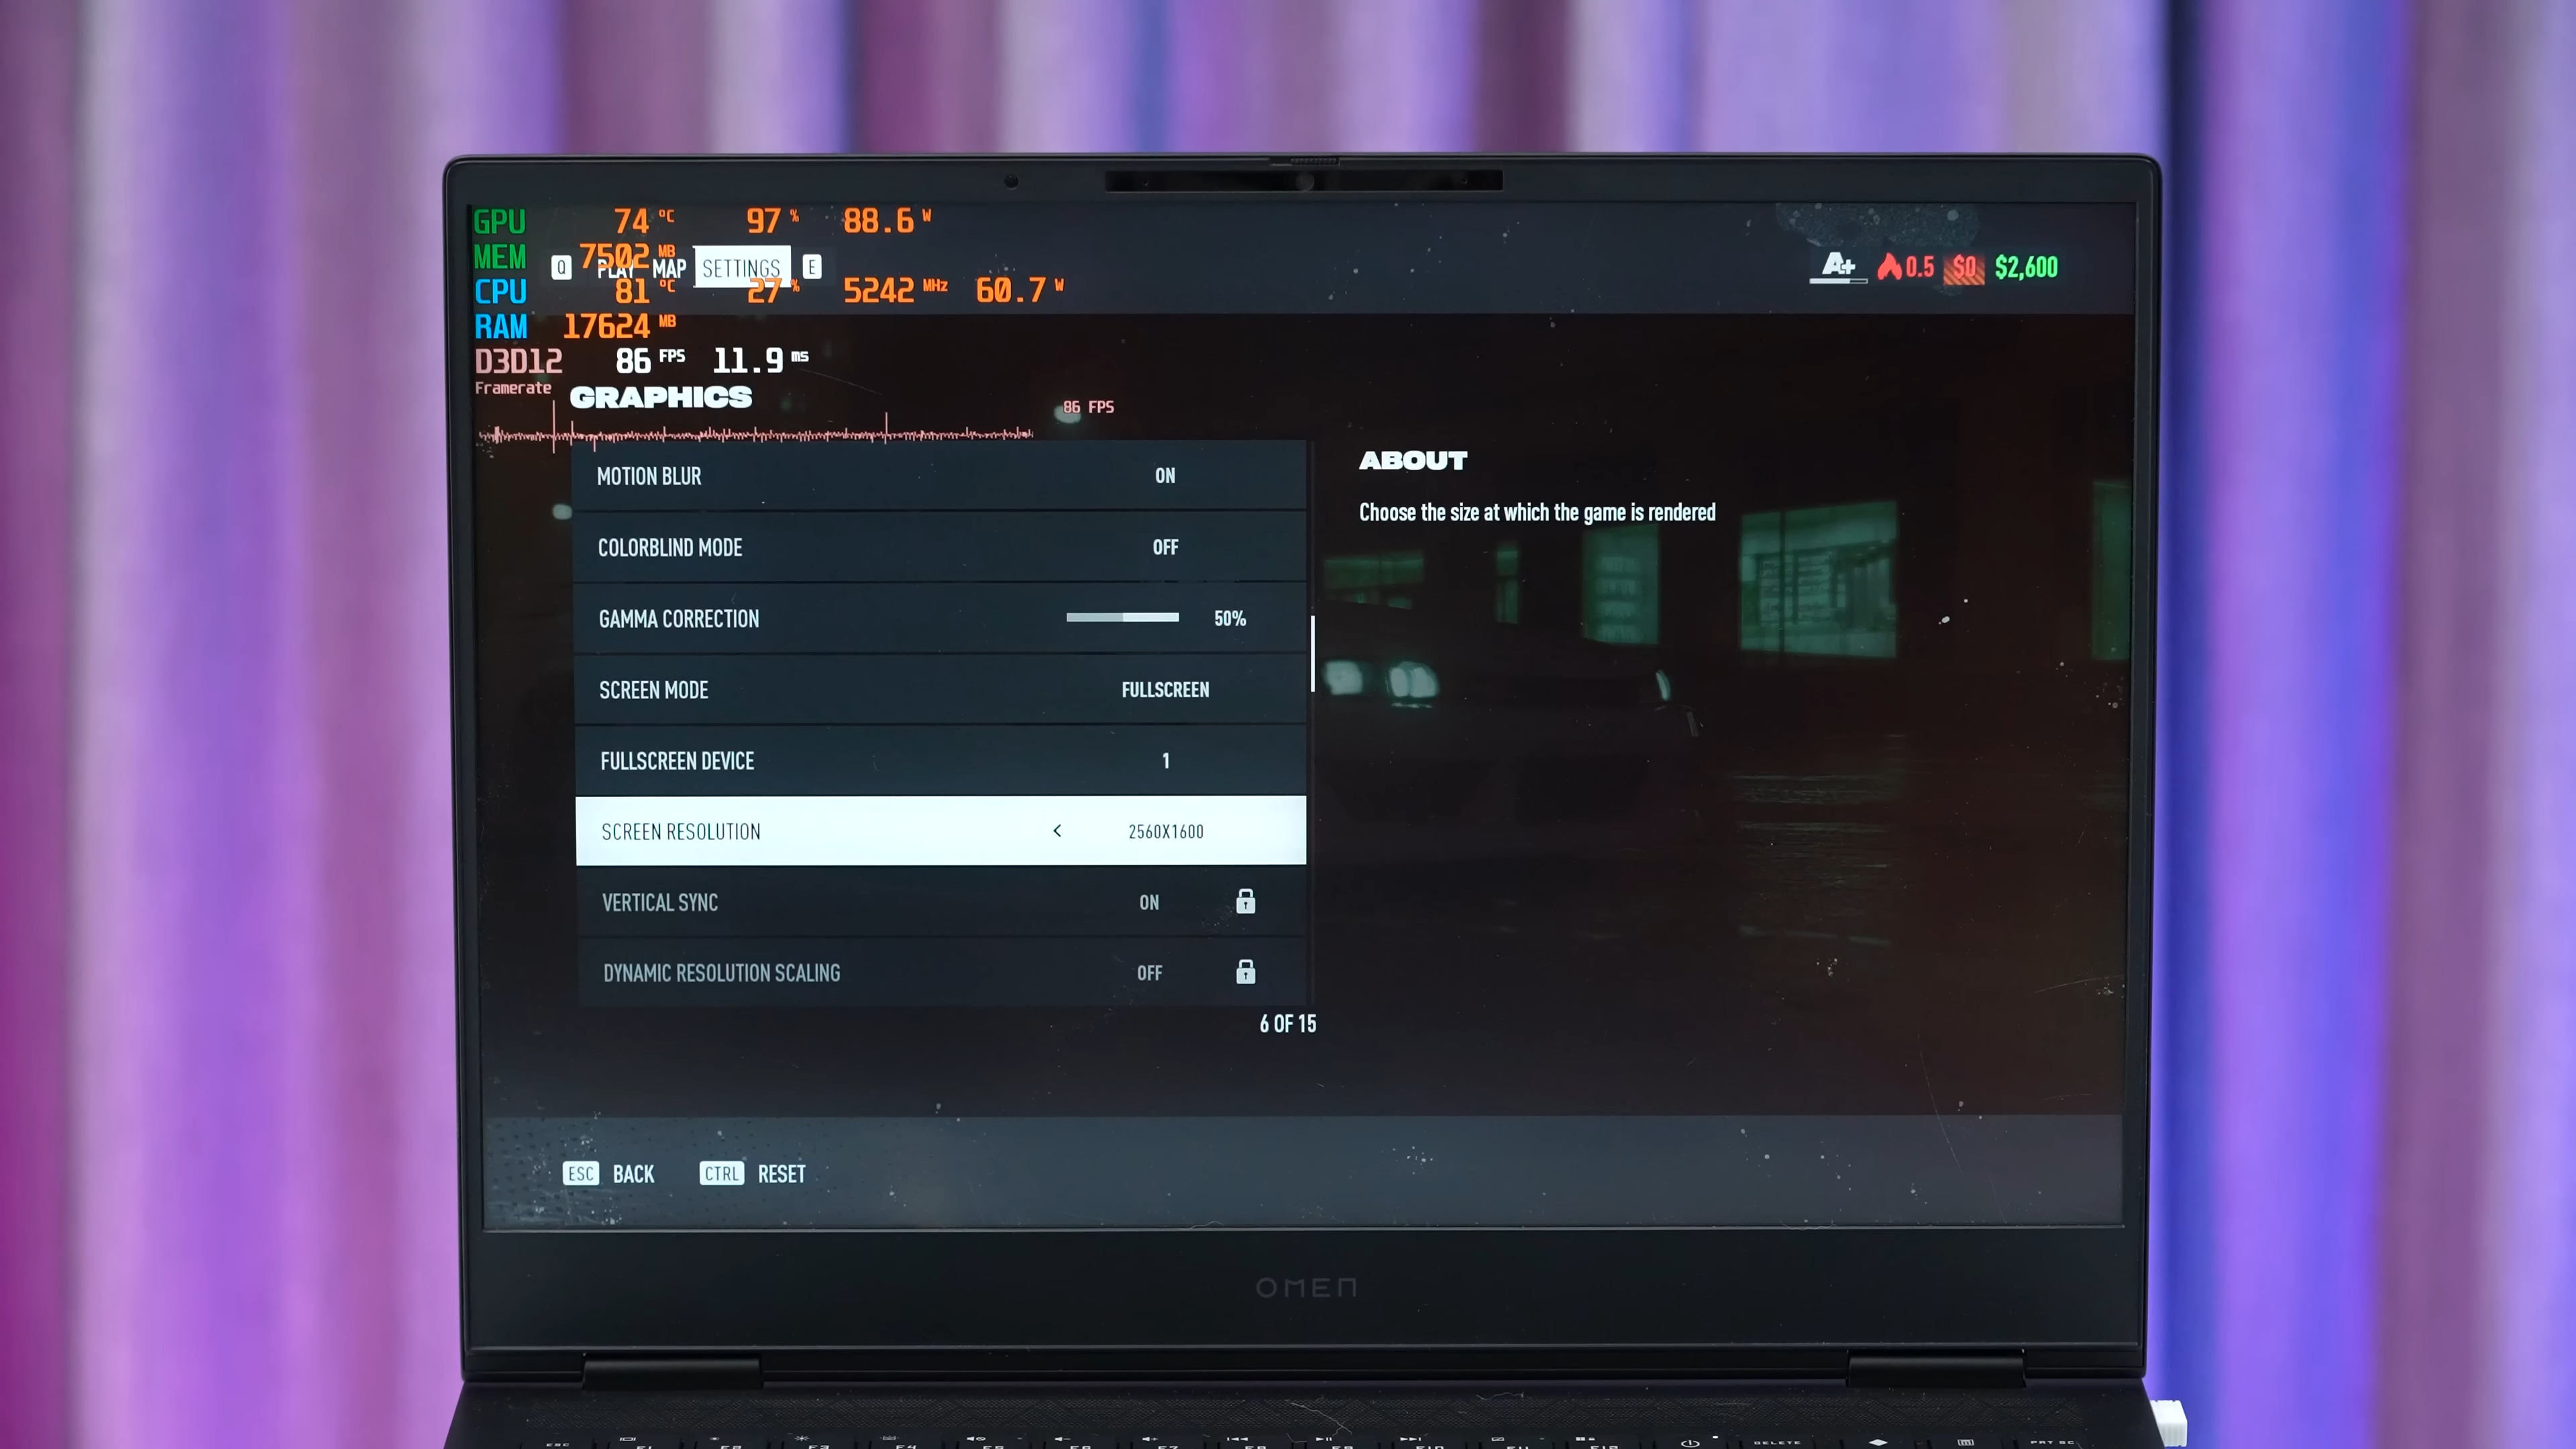 GPU 74 °C 97 % 88.6 W
MEM 7502 MB
Q PLAY MAP SETTINGS E
A+ 0.5 $0 $2,600
CPU 81 °C 27 % 5242 MHz 60.7 W
RAM 17624 MB
D3D12 86 FPS 11.9 ms
Framerate
GRAPHICS
86 FPS
MOTION BLUR ON
COLORBLIND MODE OFF
GAMMA CORRECTION 50%
SCREEN MODE FULLSCREEN
FULLSCREEN DEVICE 1
SCREEN RESOLUTION < 2560X1600
VERTICAL SYNC ON
DYNAMIC RESOLUTION SCALING OFF
6 OF 15
ABOUT
Choose the size at which the game is rendered
ESC BACK CTRL RESET
OMEN
DELETE PRT SC